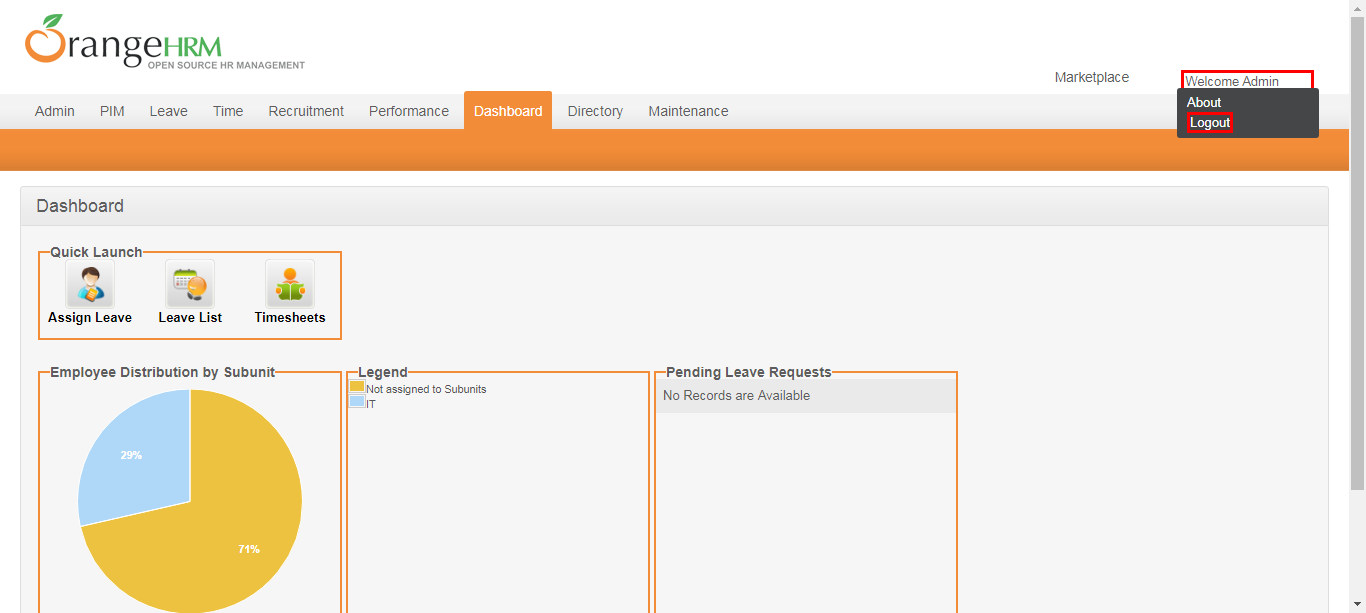 OrangeHRM
OPEN SOURCE HR MANAGEMENT
Marketplace
Welcome Admin
About
Logout
Admin PIM Leave Time Recruitment Performance Dashboard Directory Maintenance
Dashboard
Quick Launch
Assign Leave Leave List Timesheets
Employee Distribution by Subunit
29%
71%
Legend
Not assigned to Subunits
IT
Pending Leave Requests
No Records are Available